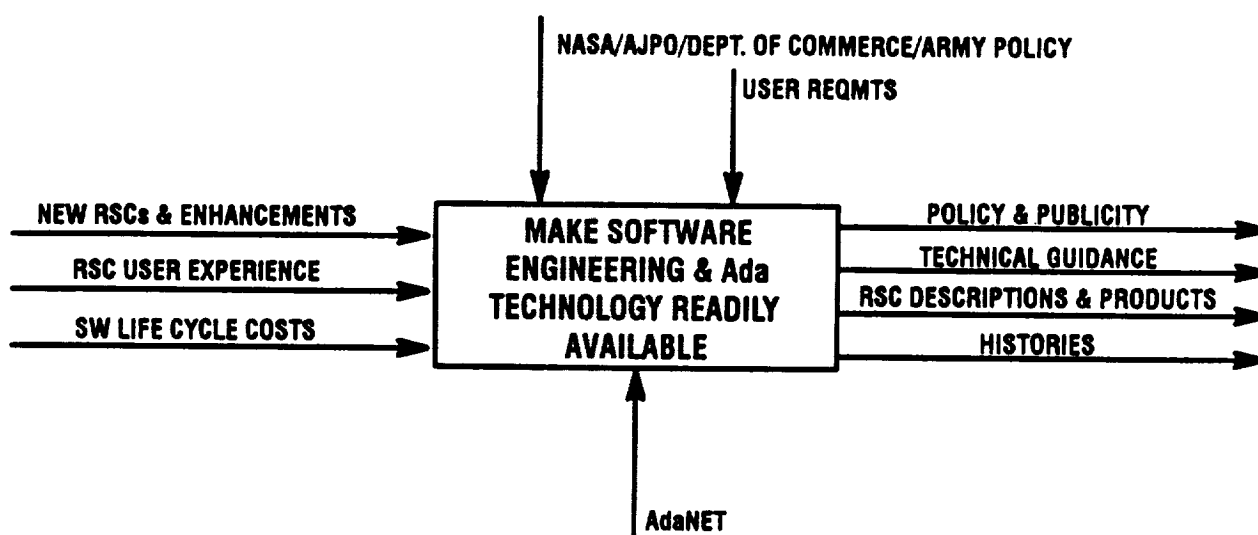 NASA/AJPO/DEPT. OF COMMERCE/ARMY POLICY
USER REQMTS
NEW RSCs & ENHANCEMENTS
RSC USER EXPERIENCE
SW LIFE CYCLE COSTS
MAKE SOFTWARE
ENGINEERING & Ada
TECHNOLOGY READILY
AVAILABLE
POLICY & PUBLICITY
TECHNICAL GUIDANCE
RSC DESCRIPTIONS & PRODUCTS
HISTORIES
AdaNET